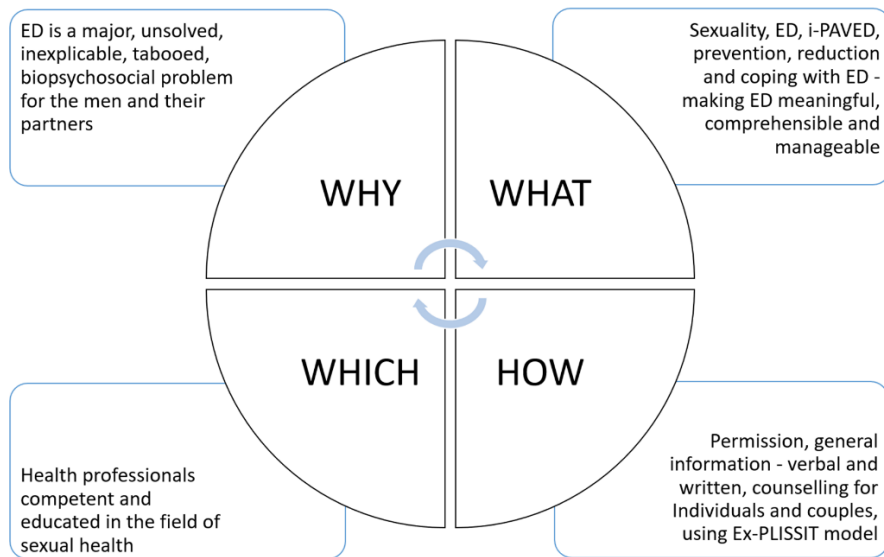 ED is a major, unsolved,
inexplicable, tabooed,
biopsychosocial problem
for the men and their
partners
Sexuality, ED, i-PAVED,
prevention, reduction
and coping with ED -
making ED meaningful,
comprehensible and
manageable
WHY
WHAT
WHICH
HOW
Health professionals
competent and
educated in the field of
sexual health
Permission, general
information - verbal and
written, counselling for
Individuals and couples,
using Ex-PLISSIT model